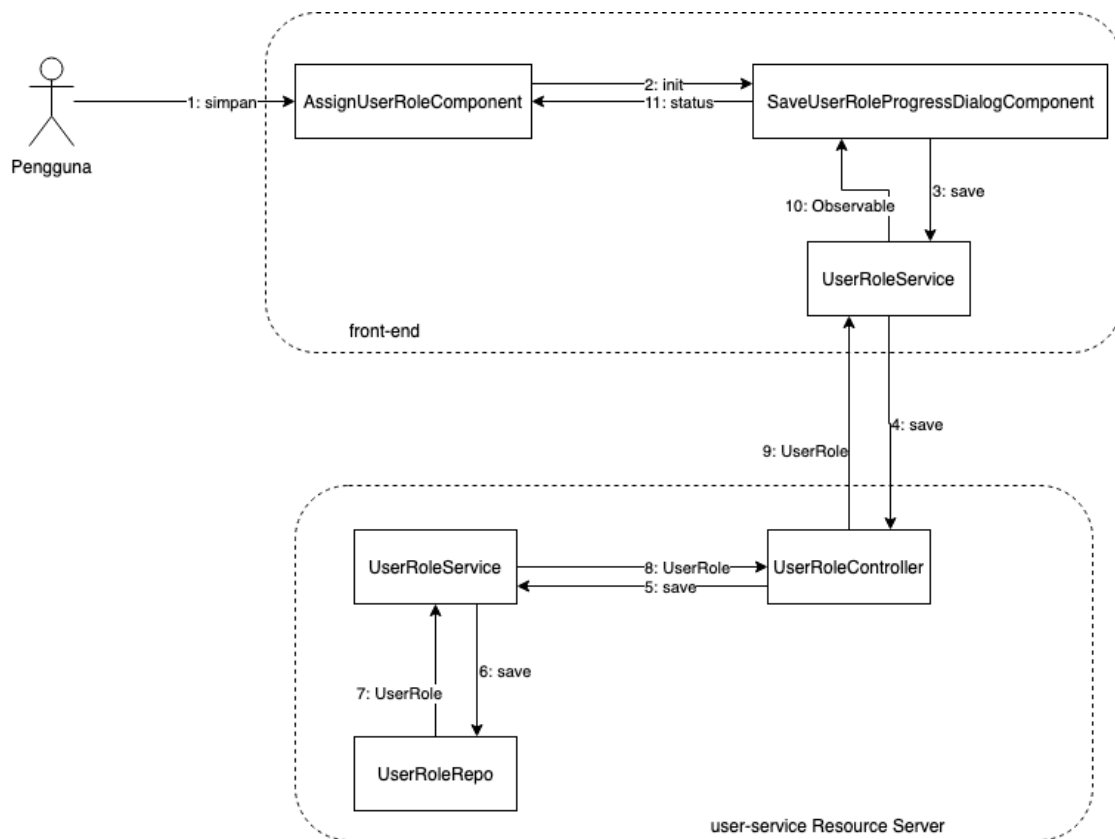 AssignUserRoleComponent
SaveUserRoleProgressDialogComponent
2: init
1: simpan
11: status
Pengguna
3: save
10: Observable
UserRoleService
front-end
4: save
9: UserRole
UserRoleService
8: UserRole
5: save
UserRoleController
6: save
7: UserRole
UserRoleRepo
user-service Resource Server